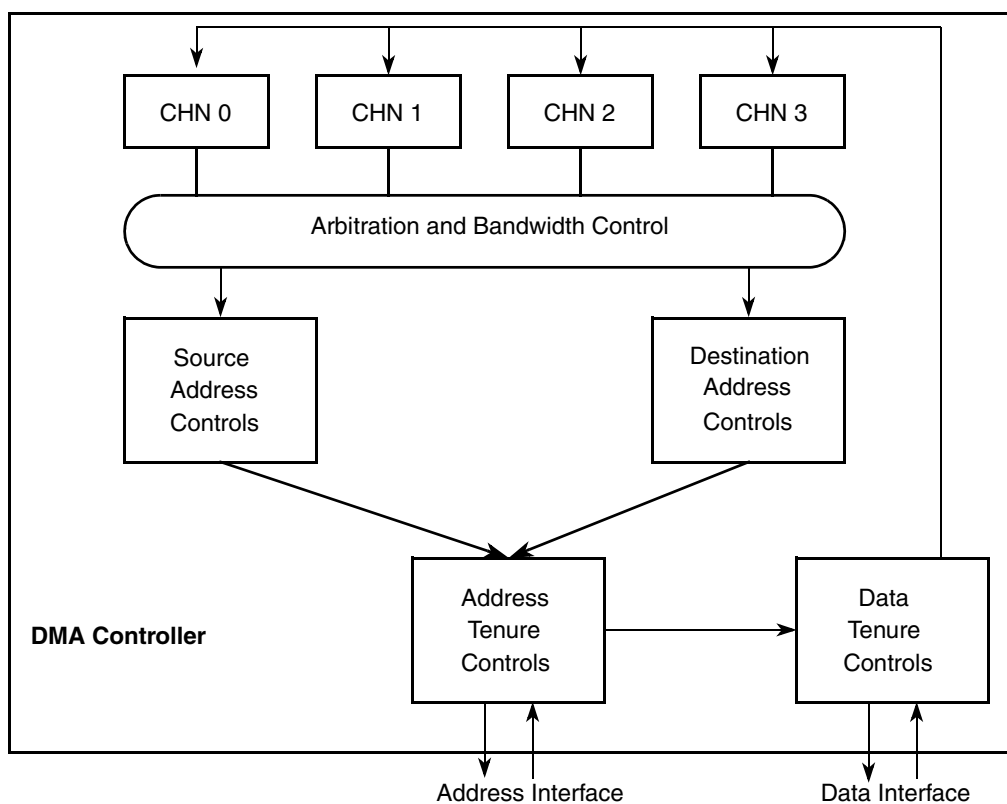 CHN 0
CHN 1
CHN 2
CHN 3
Arbitration and Bandwidth Control
Source
Address
Controls
Destination
Address
Controls
Address
Tenure
Controls
Data
Tenure
Controls
DMA Controller
Address Interface
Data Interface